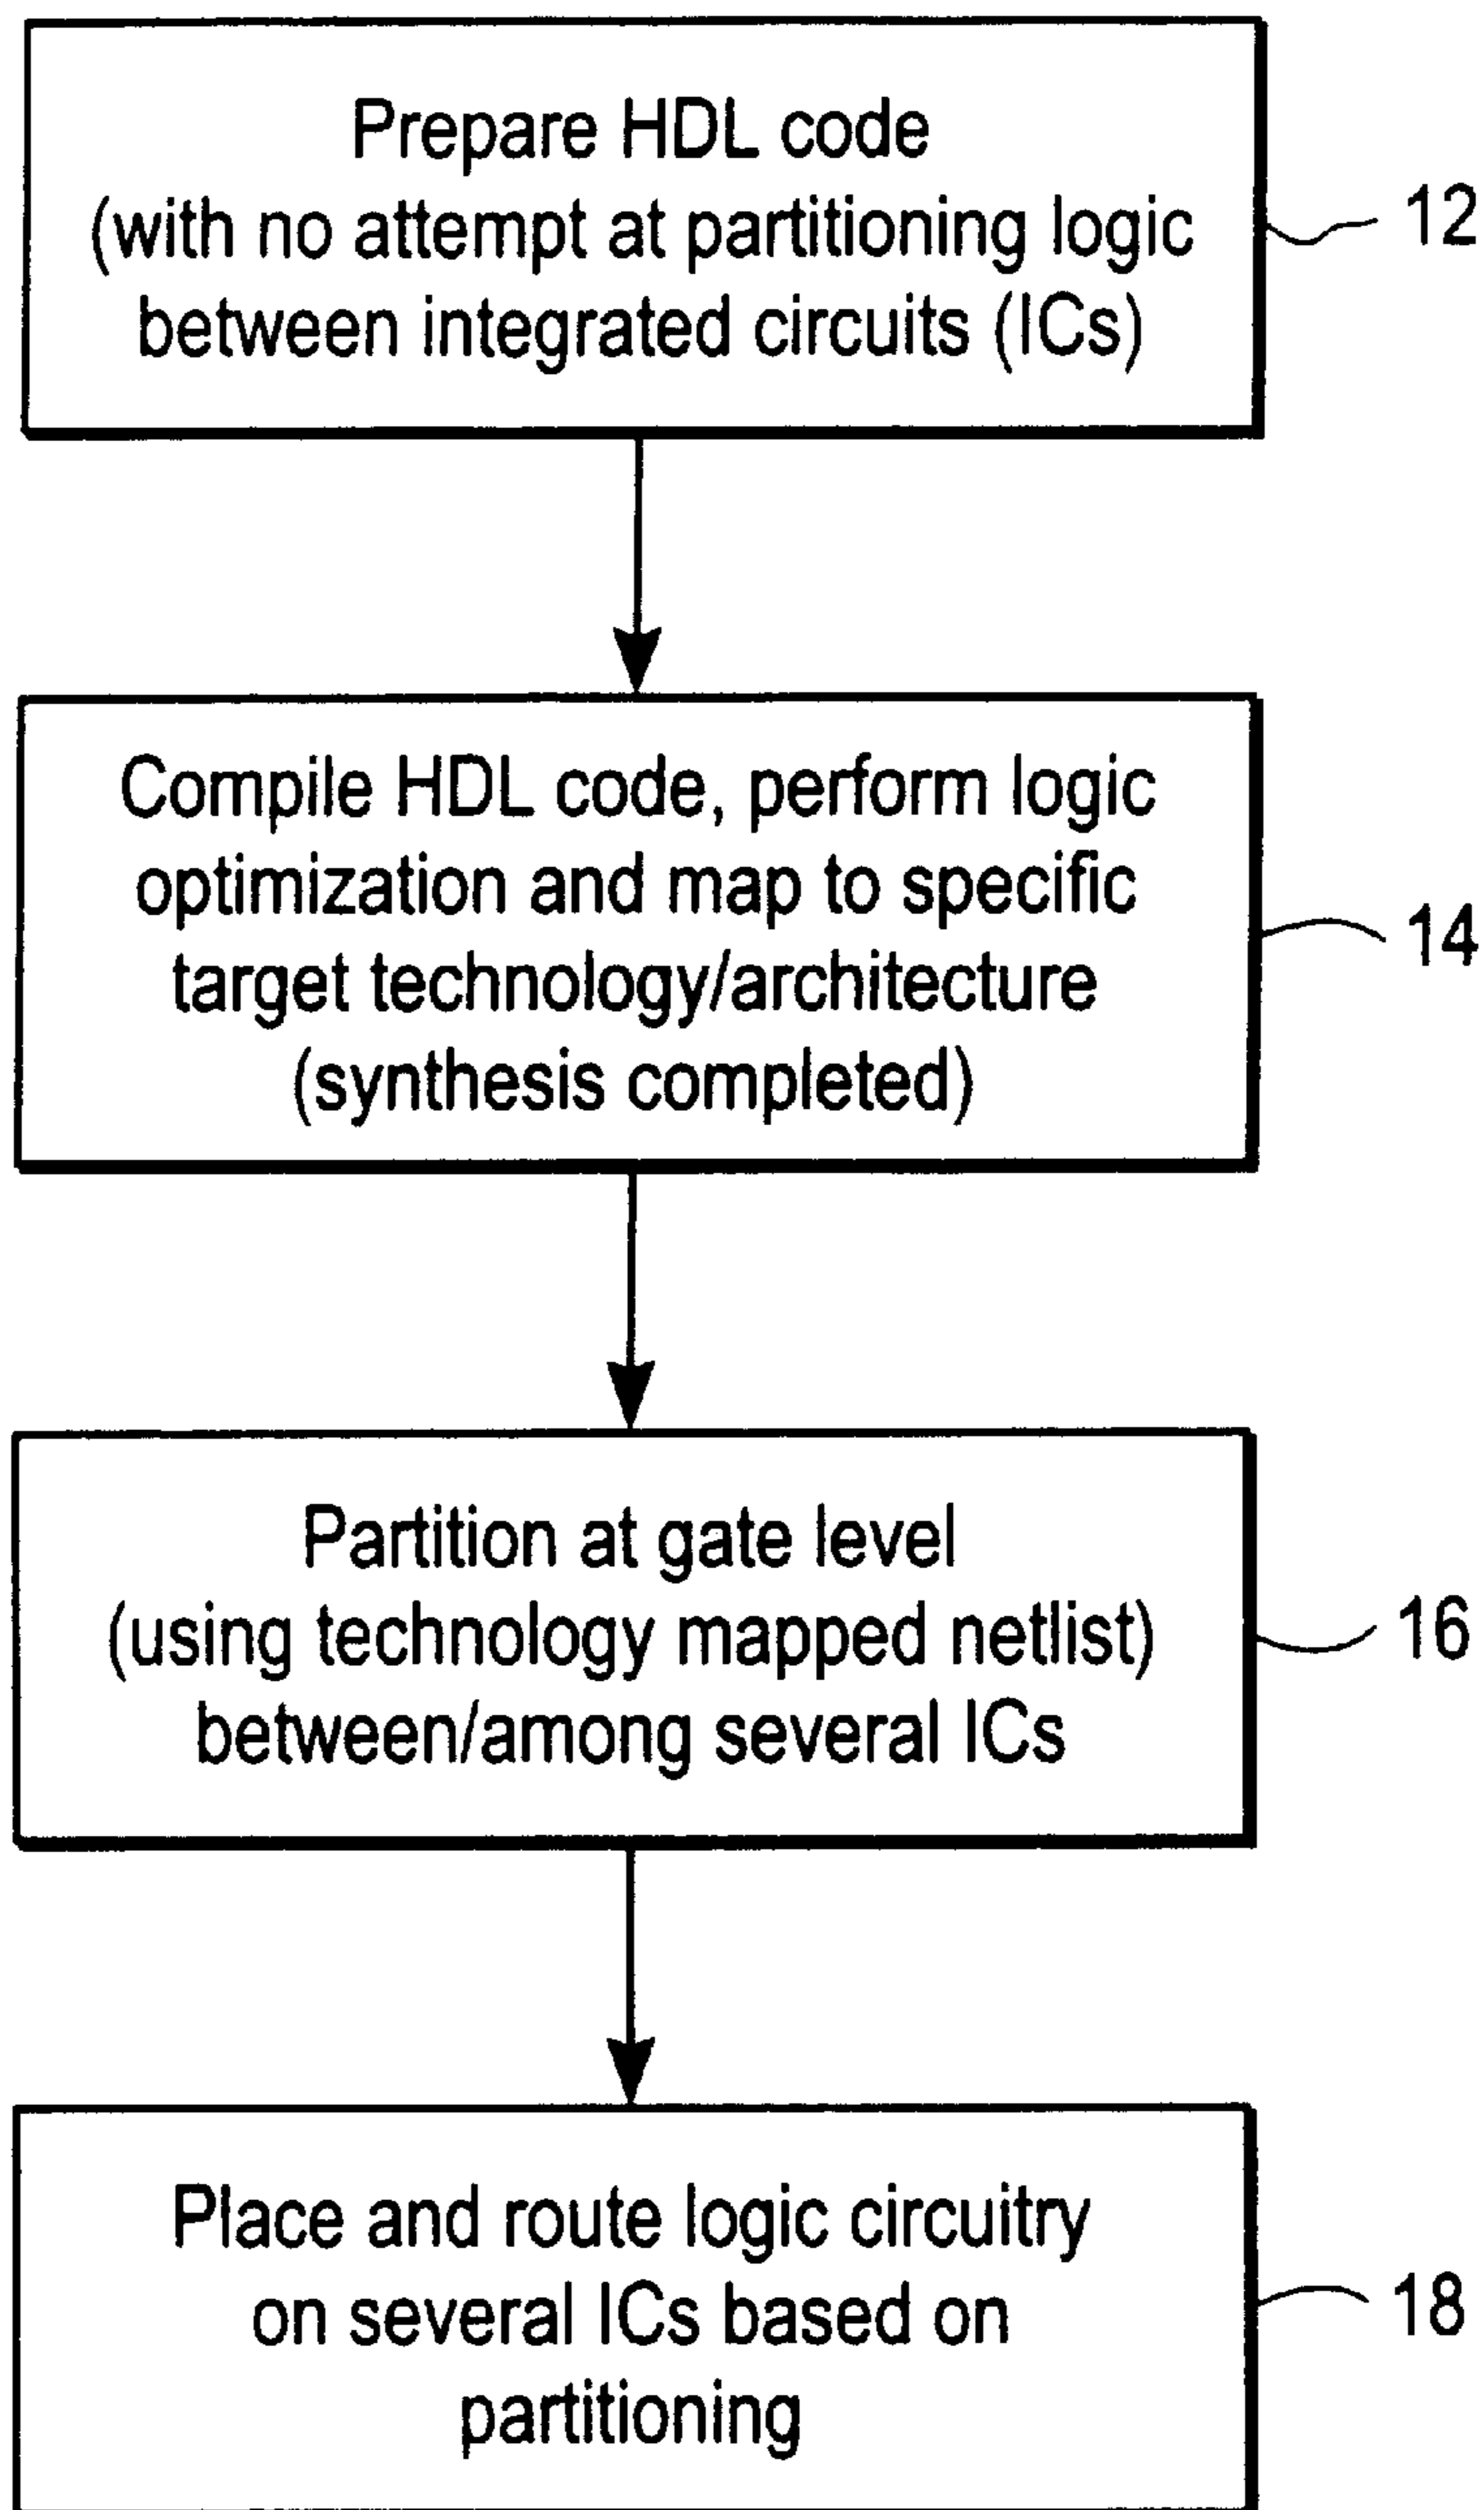 Prepare HDL code
(with no attempt at partitioning logic
between integrated circuits (ICs)
12
Compile HDL code, perform logic
optimization and map to specific
target technology/architecture
(synthesis completed)
14
Partition at gate level
(using technology mapped netlist)
between/among several ICs
16
Place and route logic circuitry
on several ICs based on
partitioning
18